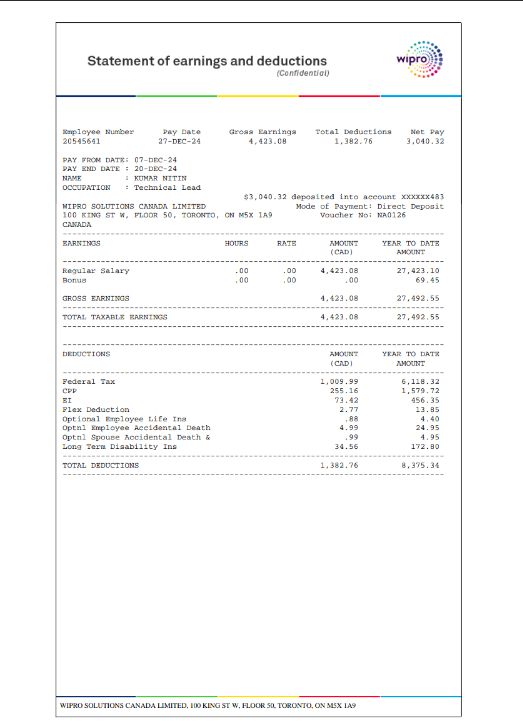 Statement of earnings and deductions
(Confidential)
wipro
Employee Number Pay Date Gross Earnings Total Deductions Net Pay
20545641 27-DEC-24 4,423.08 1,382.76 3,040.32
PAY FROM DATE: 07-DEC-24
PAY END DATE : 20-DEC-24
NAME : KUMAR NITIN
OCCUPATION : Technical Lead
$3,040.32 deposited into account XXXXXX483
WIPRO SOLUTIONS CANADA LIMITED Mode of Payment: Direct Deposit
100 KING ST W, FLOOR 50, TORONTO, ON M5X 1A9 Voucher No: NA0126
CANADA
EARNINGS HOURS RATE AMOUNT YEAR TO DATE
(CAD) AMOUNT
Regular Salary .00 .00 4,423.08 27,423.10
Bonus .00 .00 .00 69.45
GROSS EARNINGS 4,423.08 27,492.55
TOTAL TAXABLE EARNINGS 4,423.08 27,492.55
DEDUCTIONS AMOUNT YEAR TO DATE
(CAD) AMOUNT
Federal Tax 1,009.99 6,118.32
CPP 255.16 1,579.72
EI 73.42 456.35
Flex Deduction 2.77 13.85
Optional Employee Life Ins .88 4.40
Optnl Employee Accidental Death 4.99 24.95
Optnl Spouse Accidental Death & .99 4.95
Long Term Disability Ins 34.56 172.80
TOTAL DEDUCTIONS 1,382.76 8,375.34
WIPRO SOLUTIONS CANADA LIMITED, 100 KING ST W, FLOOR 50, TORONTO, ON M5X 1A9